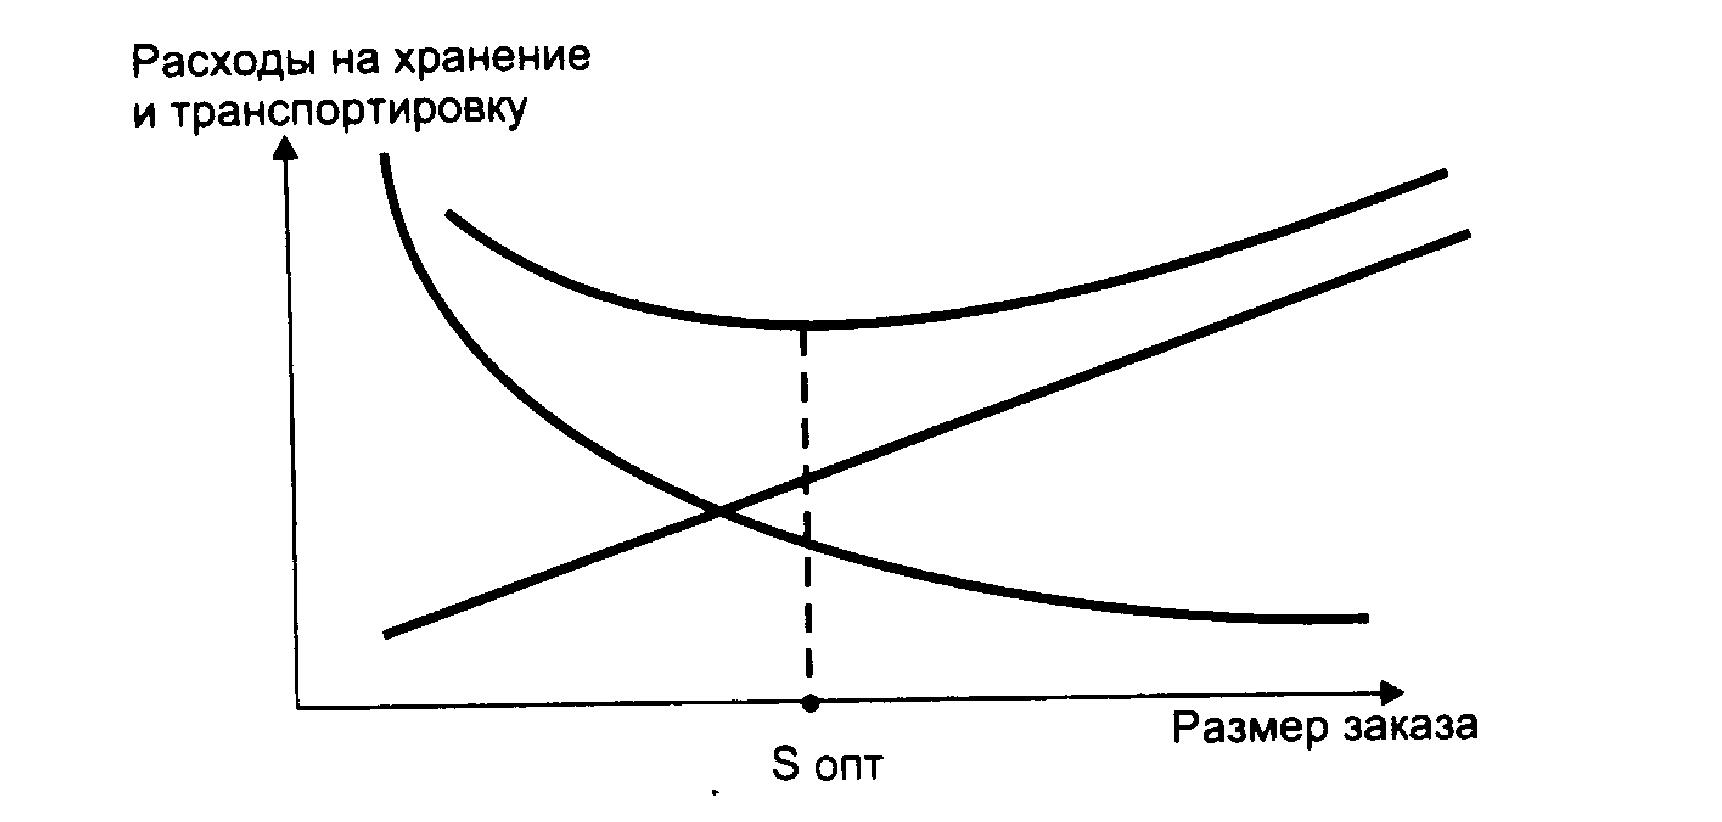 Расходы на хранение
и транспортировку
Размер заказа
S опт